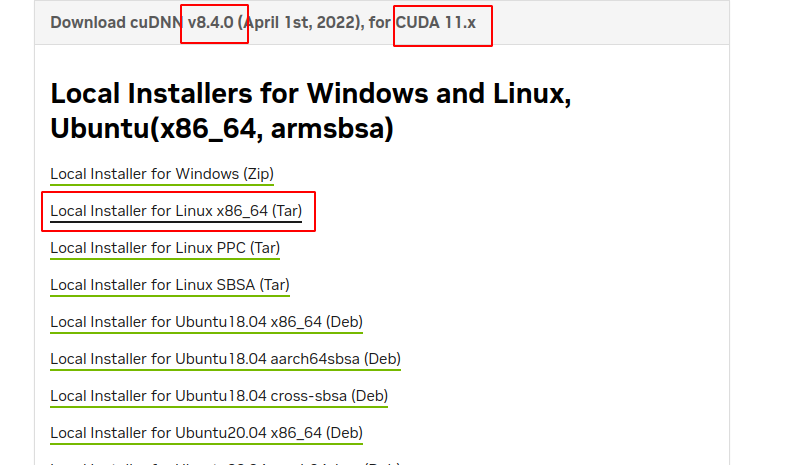 Download cuDNN v8.4.0 (April 1st, 2022), for CUDA 11.x
Local Installers for Windows and Linux,
Ubuntu(x86_64, armsbsa)
Local Installer for Windows (Zip)
Local Installer for Linux x86_64 (Tar)
Local Installer for Linux PPC (Tar)
Local Installer for Linux SBSA (Tar)
Local Installer for Ubuntu18.04 x86_64 (Deb)
Local Installer for Ubuntu18.04 aarch64sbsa (Deb)
Local Installer for Ubuntu18.04 cross-sbsa (Deb)
Local Installer for Ubuntu20.04 x86_64 (Deb)